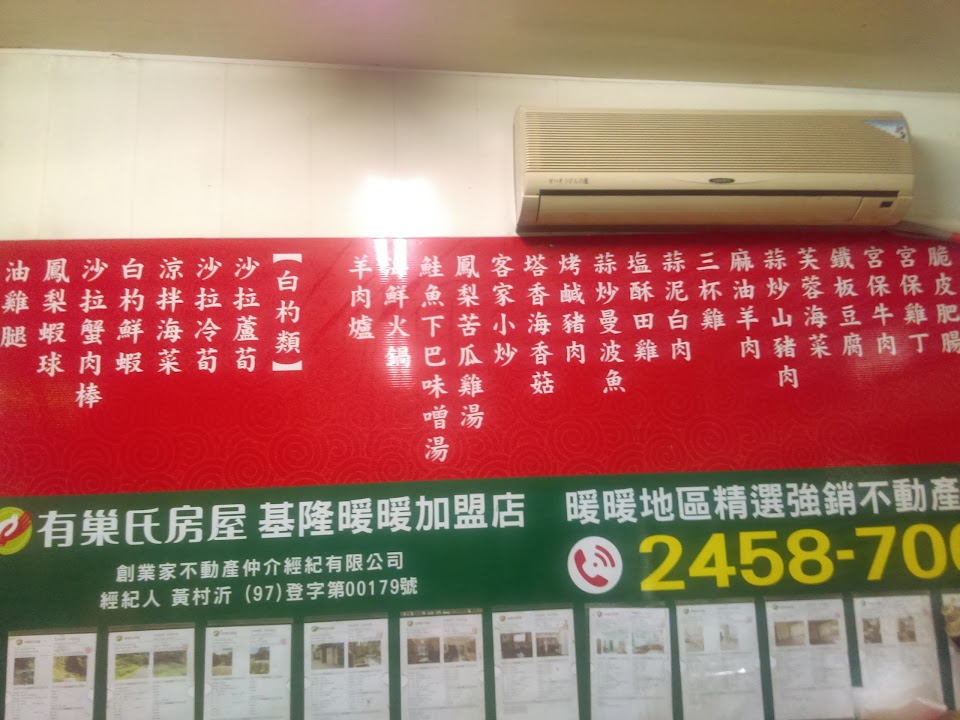 脆皮肥腸
宮保雞丁
宮保牛肉
鐵板豆腐
芙蓉海菜
蒜炒山豬肉
麻油羊肉
三杯雞
蒜泥白肉
塩酥田雞
蒜炒曼波魚
烤鹹豬肉
塔香海香菇
客家小炒
鳳梨苦瓜雞湯
鮭魚下巴味噌湯
海鮮火鍋
羊肉爐
【白杓類】
沙拉蘆荀
沙拉冷荀
涼拌海菜
白杓鮮蝦
沙拉蟹肉棒
鳳梨蝦球
油雞腿
有巢氏房屋 基隆暖暖加盟店
創業家不動產仲介經紀有限公司
經紀人 黃村沂 (97)登字第00179號
暖暖地區精選強銷不動產
2458-700